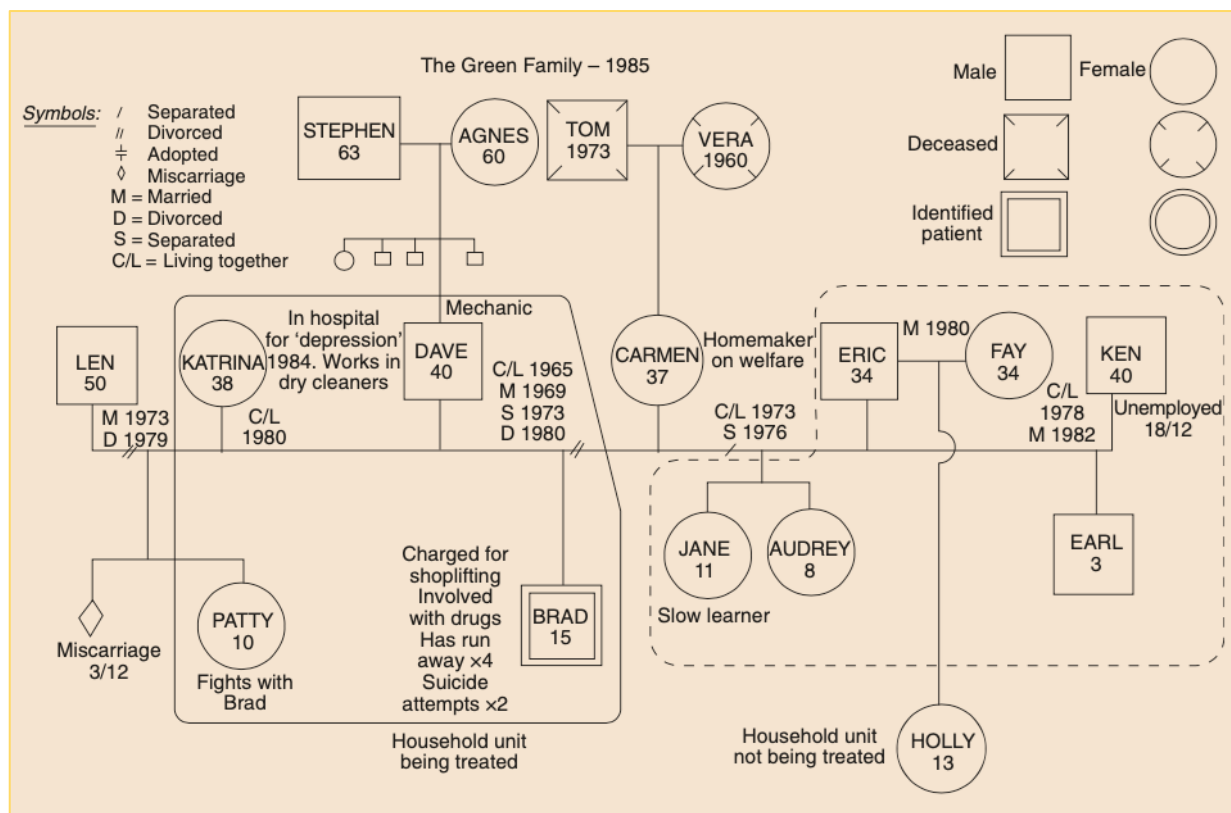 The Green Family – 1985
Symbols:
/ Separated
// Divorced
╪ Adopted
◊ Miscarriage
M = Married
D = Divorced
S = Separated
C/L = Living together
Male
Female
Deceased
Identified
patient
STEPHEN
63
AGNES
60
TOM
1973
VERA
1960
LEN
50
M 1973
D 1979
KATRINA
38
In hospital
for ‘depression’
1984. Works in
dry cleaners
C/L
1980
Mechanic
DAVE
40
C/L 1965
M 1969
S 1973
D 1980
CARMEN
37
Homemaker
on welfare
C/L 1973
S 1976
ERIC
34
M 1980
FAY
34
KEN
40
C/L
1978
M 1982
Unemployed
18/12
Miscarriage
3/12
PATTY
10
Fights with
Brad
Charged for
shoplifting
Involved
with drugs
Has run
away ×4
Suicide
attempts ×2
BRAD
15
JANE
11
Slow learner
AUDREY
8
EARL
3
Household unit
being treated
Household unit
not being treated
HOLLY
13